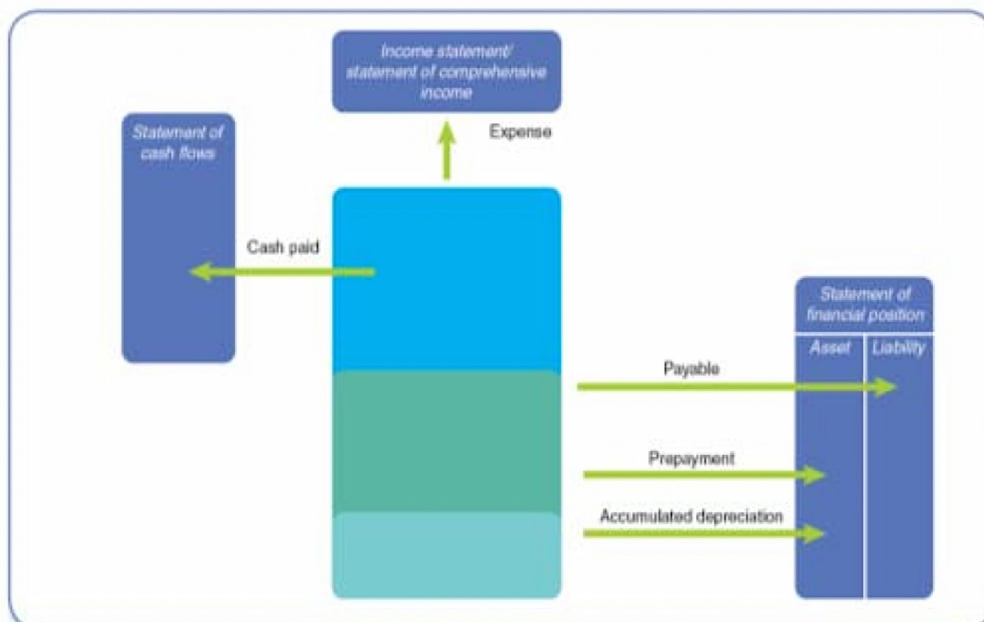 Income statement/
statement of comprehensive
income
Expense
Statement of
cash flows
Cash paid
Statement of
financial position
Asset Liability
Payable
Prepayment
Accumulated depreciation